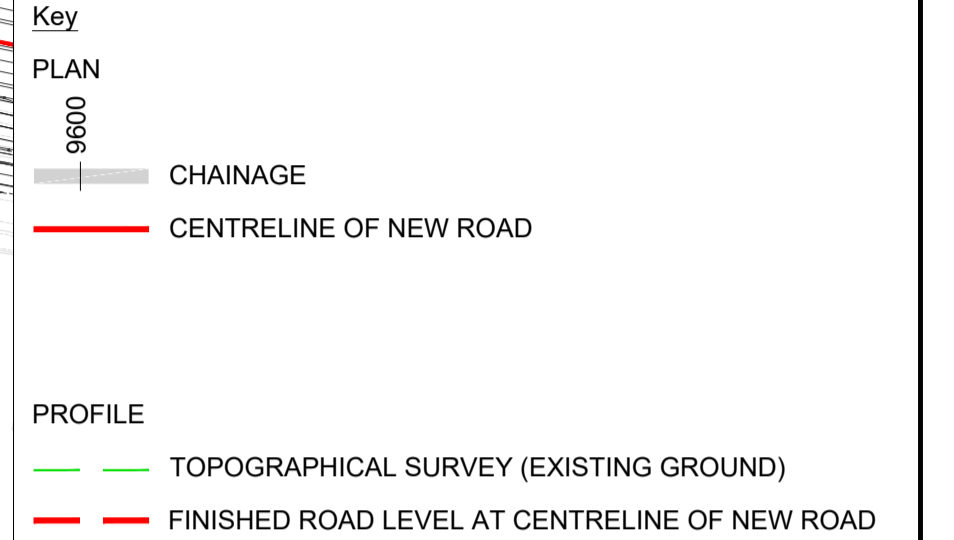 Key
PLAN
9600
CHAINAGE
CENTRELINE OF NEW ROAD
PROFILE
TOPOGRAPHICAL SURVEY (EXISTING GROUND)
FINISHED ROAD LEVEL AT CENTRELINE OF NEW ROAD